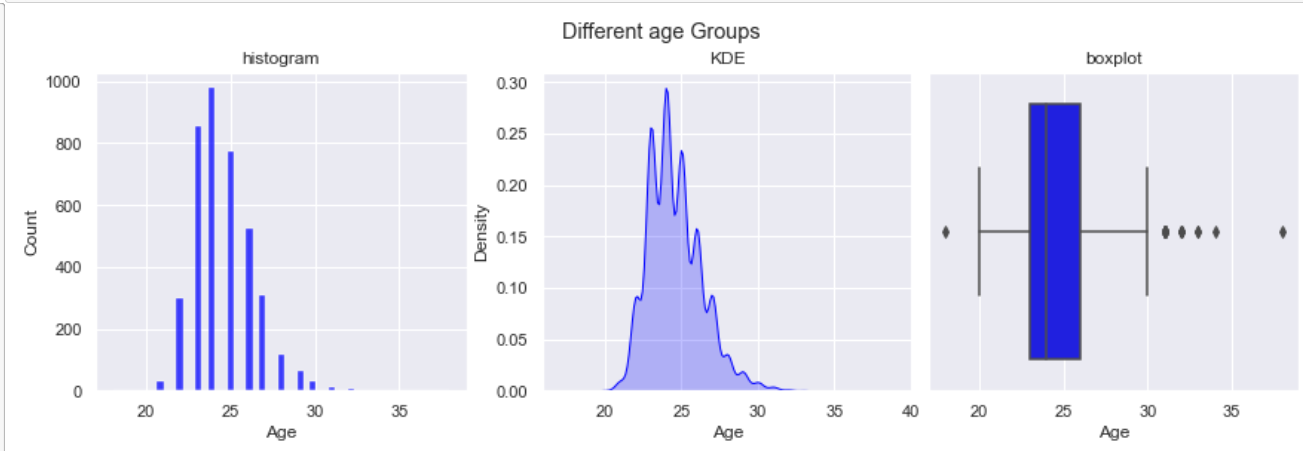 Different age Groups
histogram
KDE
boxplot
1000
800
600
400
200
0
Count
20 25 30 35
Age
0.30
0.25
0.20
0.15
0.10
0.05
0.00
Density
20 25 30 35 40
Age
20 25 30 35
Age